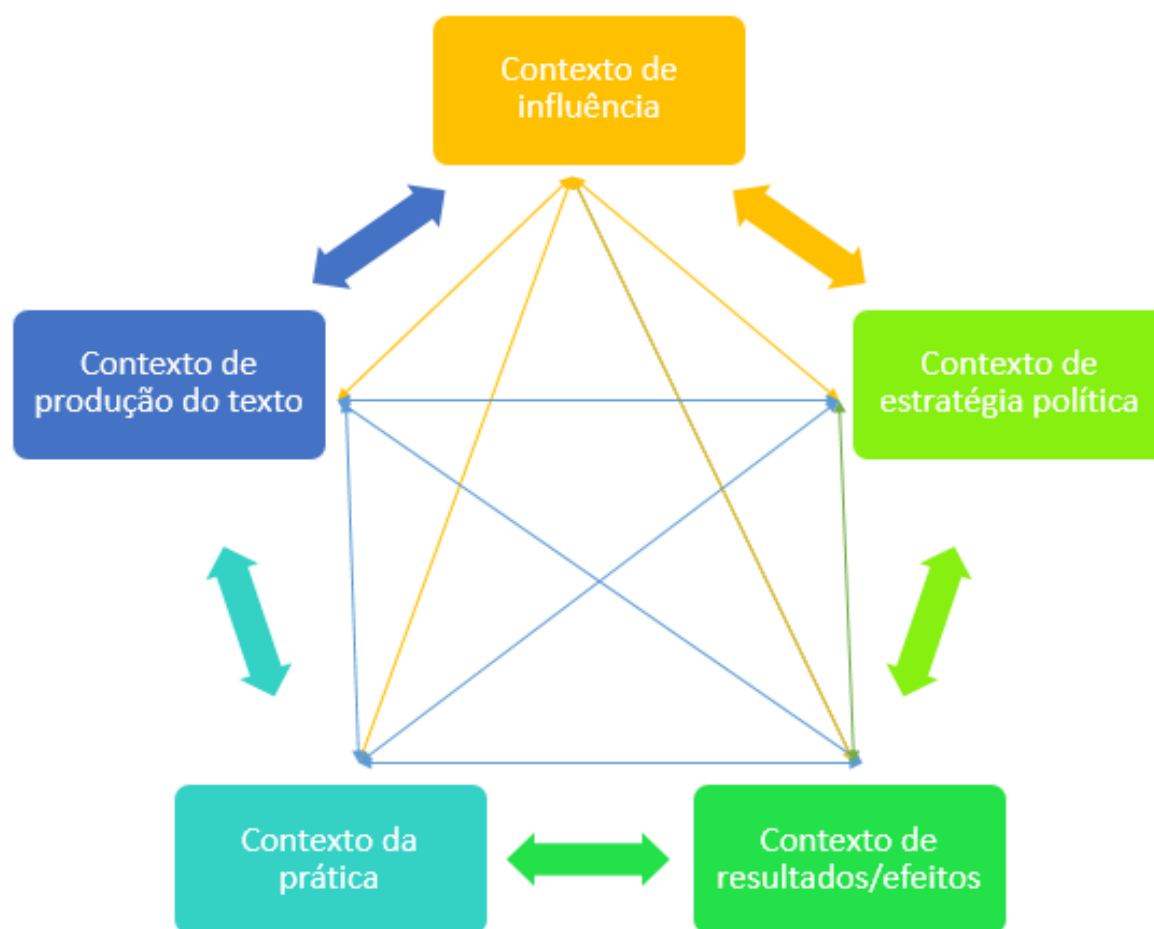 Contexto de
influência
Contexto de
produção do texto
Contexto de
estratégia política
Contexto da
prática
Contexto de
resultados/efeitos